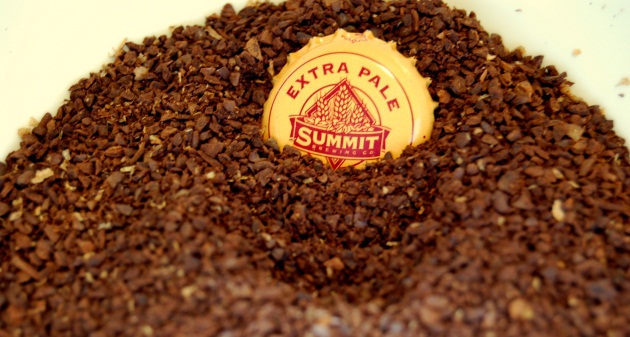 EXTRA PALE
SUMMIT
BREWING CO.